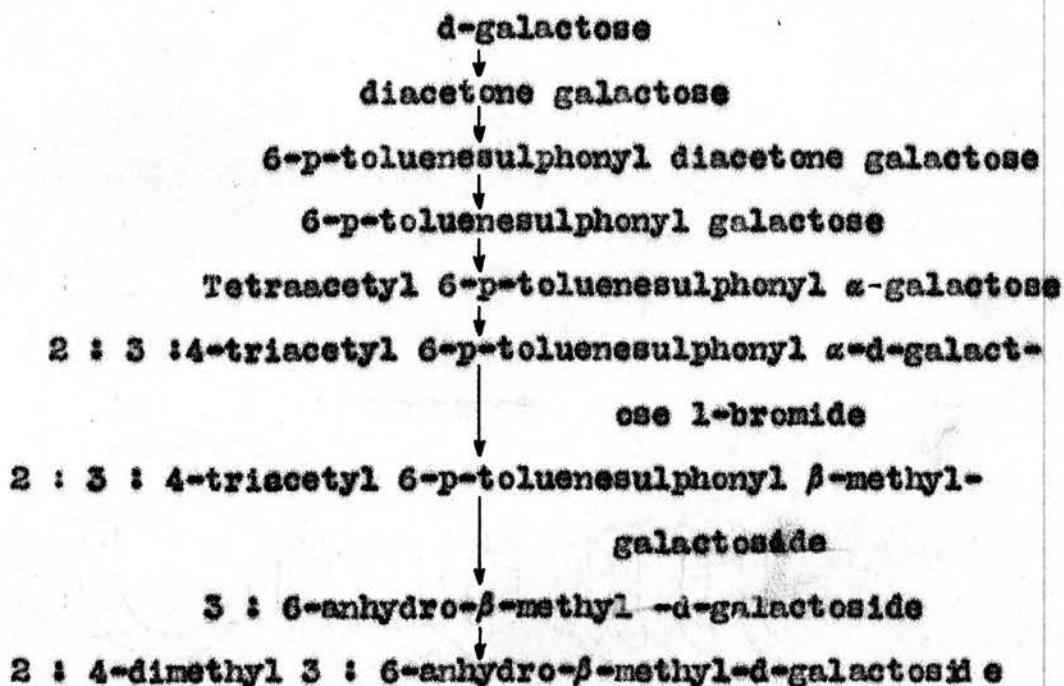 d-galactose
diacetone galactose
6-p-toluenesulphonyl diacetone galactose
6-p-toluenesulphonyl galactose
Tetraacetyl 6-p-toluenesulphonyl α-galactose
2 : 3 :4-triacetyl 6-p-toluenesulphonyl α-d-galact-
ose 1-bromide
2 : 3 : 4-triacetyl 6-p-toluenesulphonyl β-methyl-
galactoside
3 : 6-anhydro-β-methyl -d-galactoside
2 : 4-dimethyl 3 : 6-anhydro-β-methyl-d-galactoside